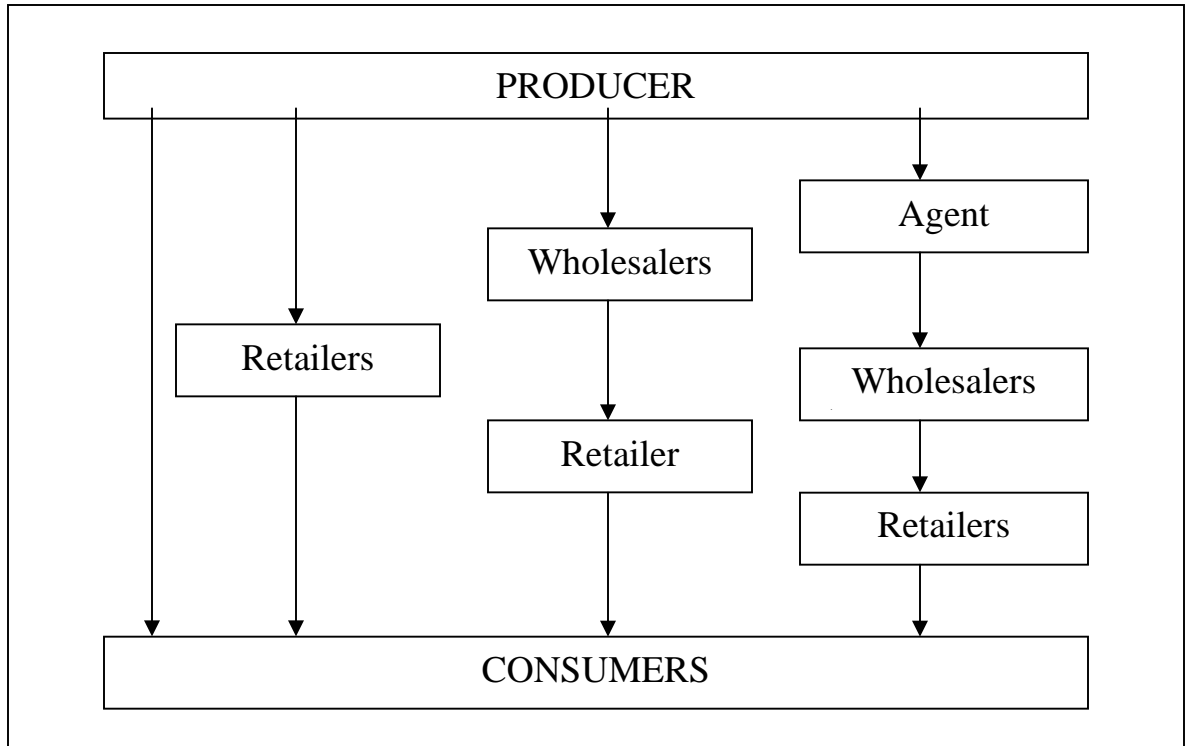 PRODUCER
Agent
Wholesalers
Retailers
Wholesalers
Retailer
Retailers
CONSUMERS